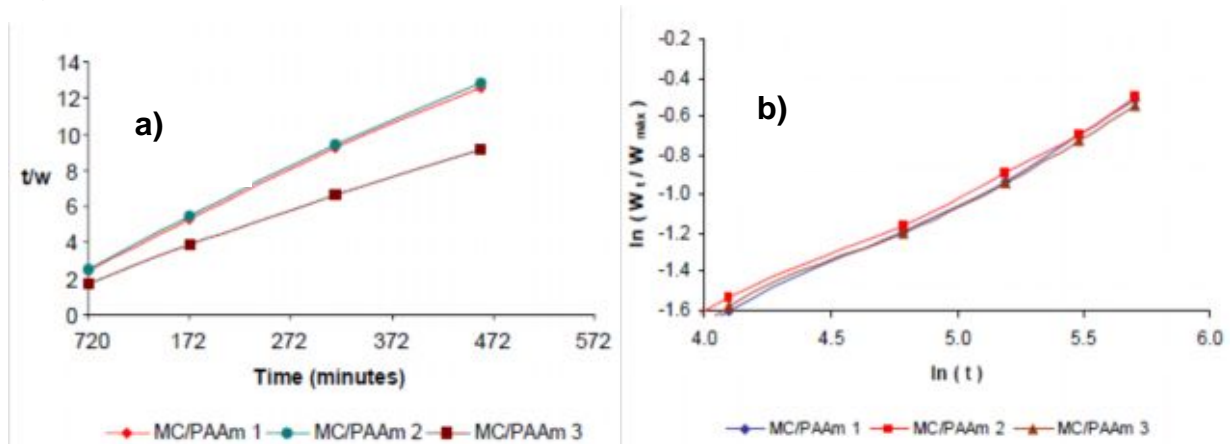 a)
14
12
10
8
6
4
2
0
t/w
720 172 272 372 472 572
Time (minutes)
MC/PAAm 1 MC/PAAm 2 MC/PAAm 3
b)
-0.2
-0.4
-0.6
-0.8
-1.0
-1.2
-1.4
-1.6
ln ( W t / W máx )
4.0 4.5 5.0 5.5 6.0
ln ( t )
MC/PAAm 1 MC/PAAm 2 MC/PAAm 3